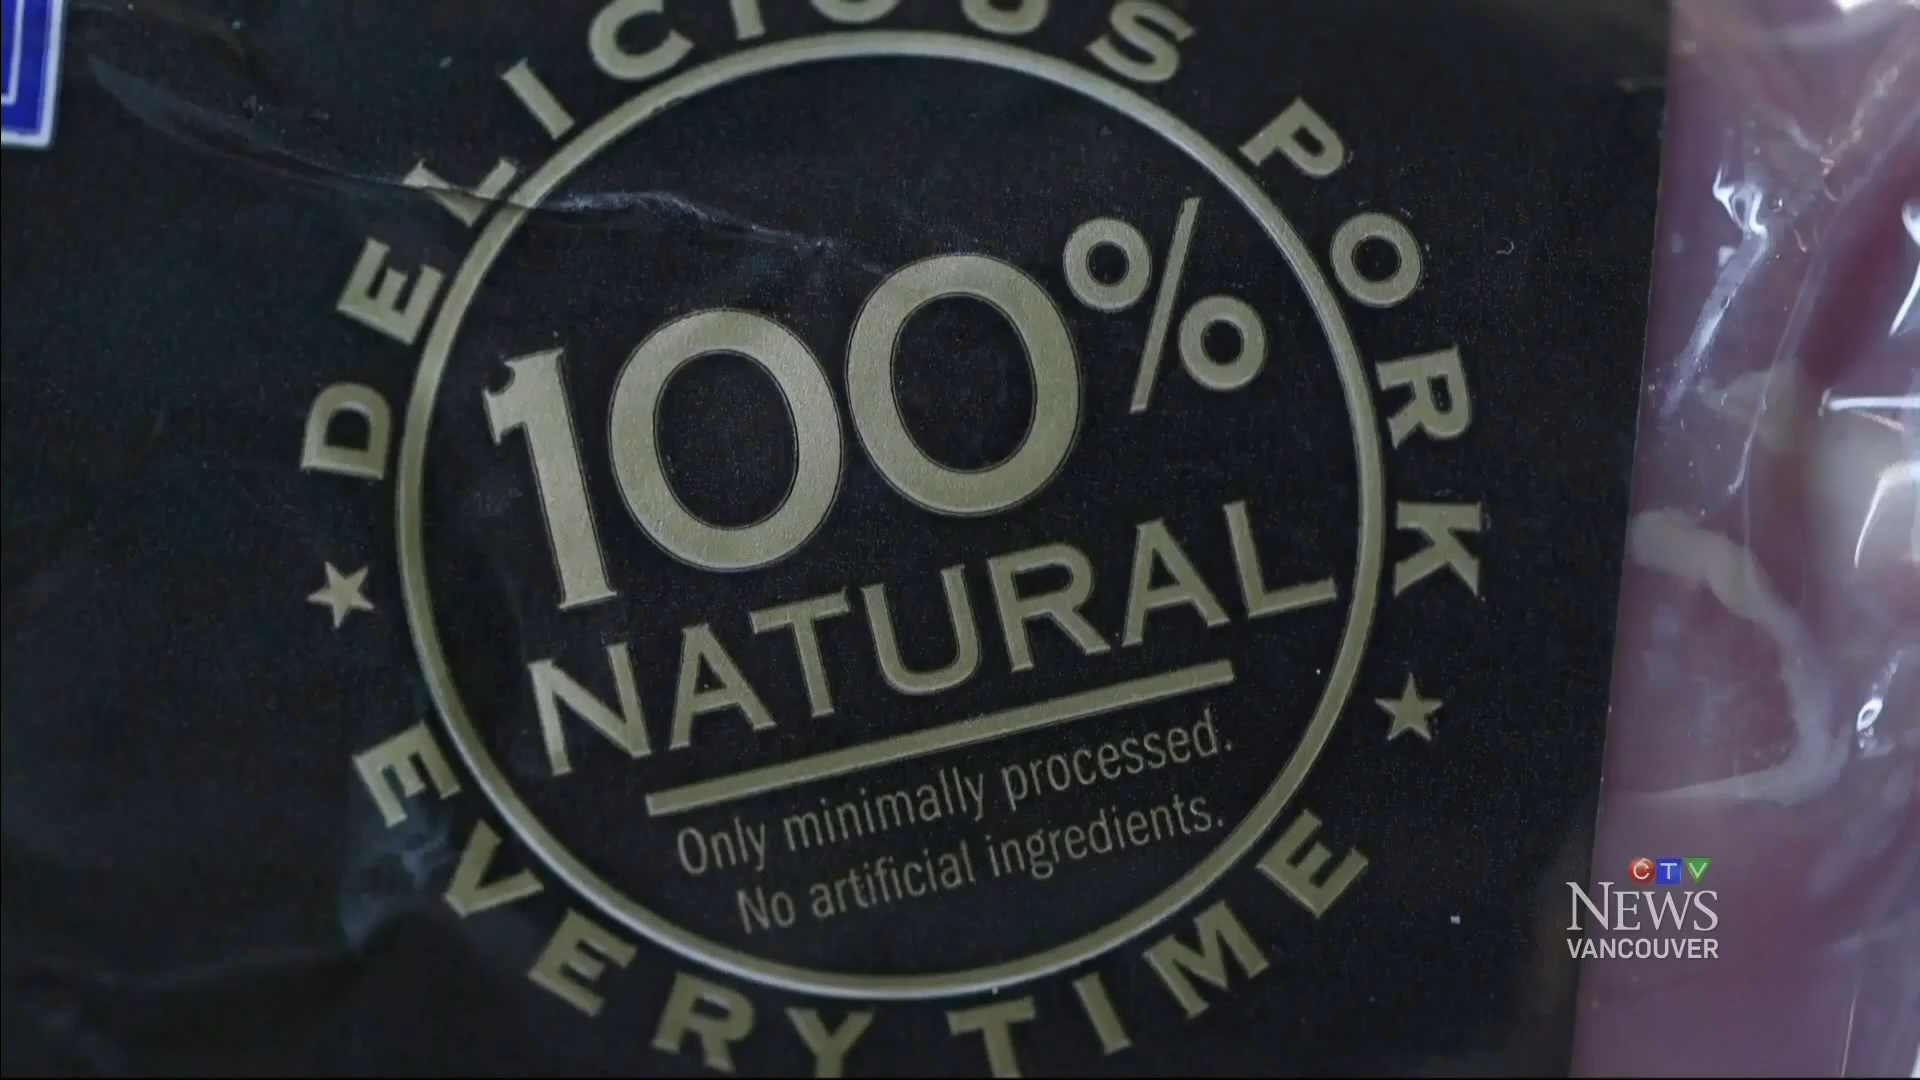 DELICIOUS PORK
100%
NATURAL
Only minimally processed.
No artificial ingredients.
EVERY TIME
CTV
NEWS
VANCOUVER